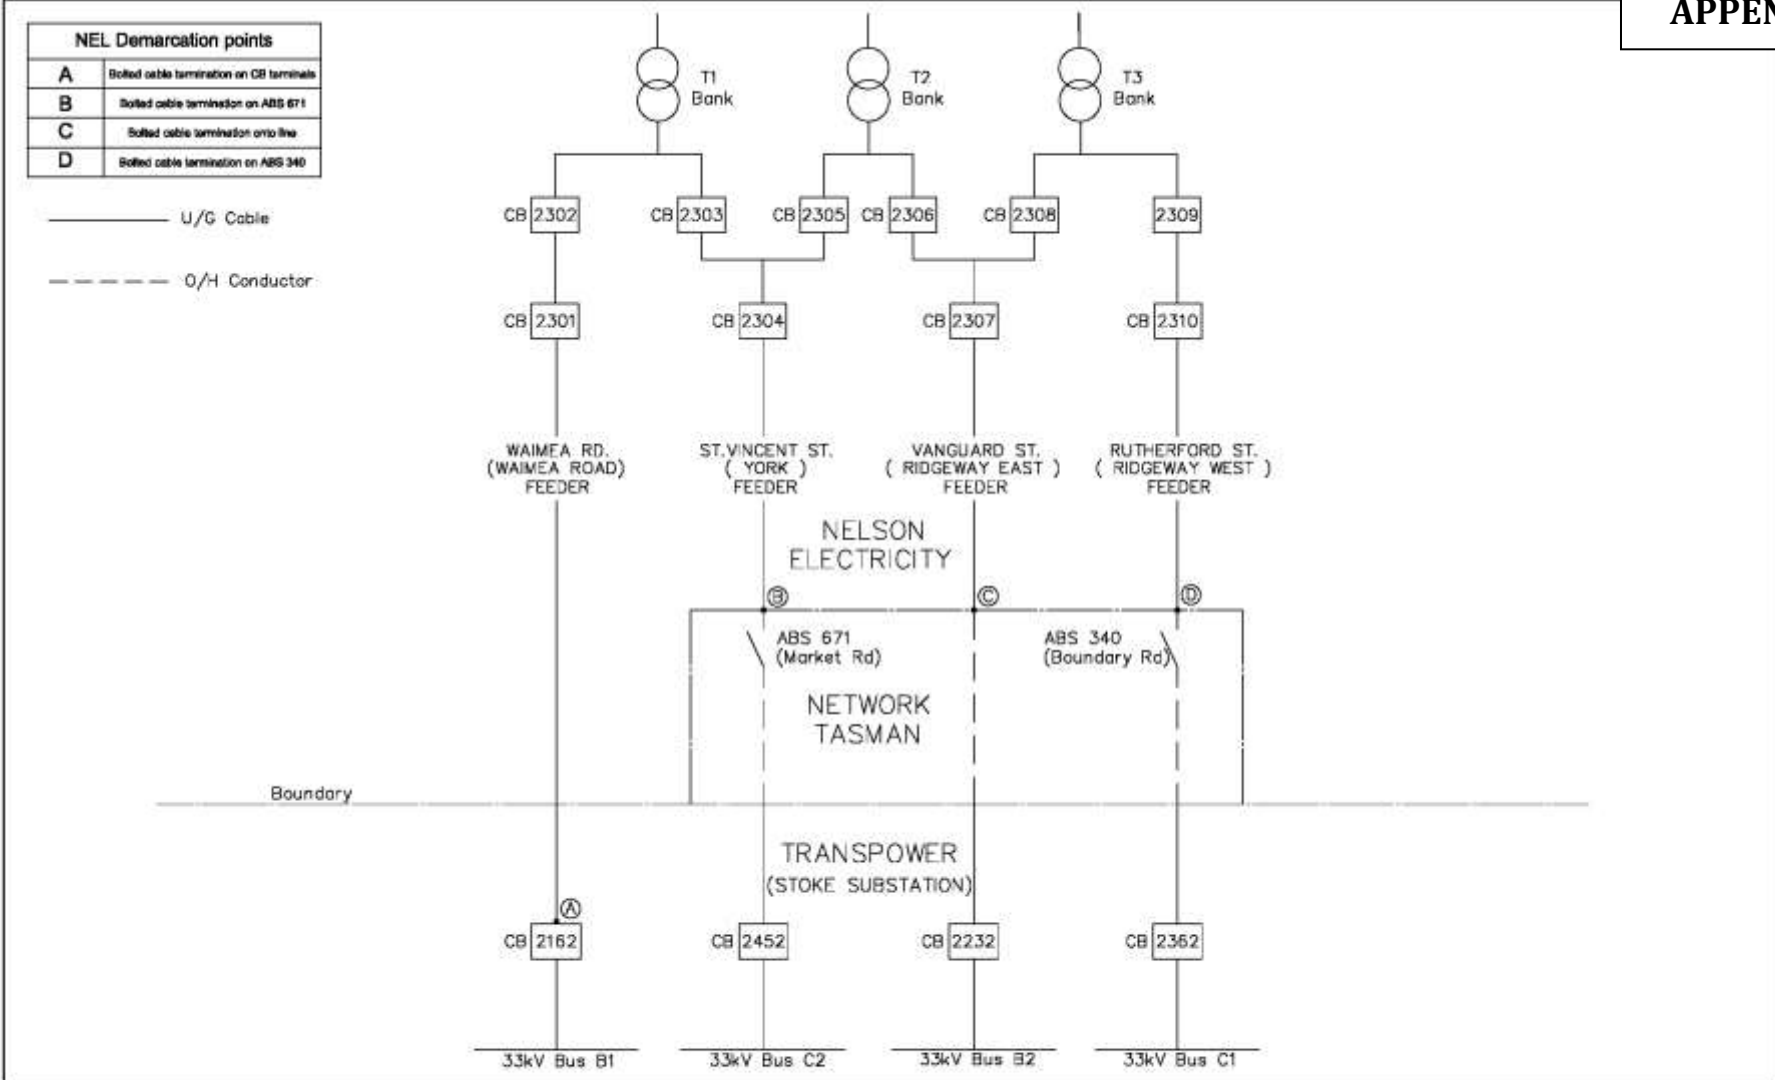 APPEN
NEL Demarcation points
A Bolted cable termination on CB terminals
B Bolted cable termination on ABS 671
C Bolted cable termination onto line
D Bolted cable termination on ABS 340
U/G Cable
O/H Conductor
T1
Bank
T2
Bank
T3
Bank
CB 2302
CB 2303
CB 2305
CB 2306
CB 2308
2309
CB 2301
CB 2304
CB 2307
CB 2310
WAIMEA RD.
(WAIMEA ROAD)
FEEDER
ST.VINCENT ST.
( YORK )
FEEDER
VANGUARD ST.
( RIDGEWAY EAST )
FEEDER
RUTHERFORD ST.
( RIDGEWAY WEST )
FEEDER
NELSON
ELECTRICITY
B
C
D
ABS 671
(Market Rd)
ABS 340
(Boundary Rd)
NETWORK
TASMAN
Boundary
TRANSPOWER
(STOKE SUBSTATION)
A
CB 2162
CB 2452
CB 2232
CB 2362
33kV Bus B1
33kV Bus C2
33kV Bus B2
33kV Bus C1